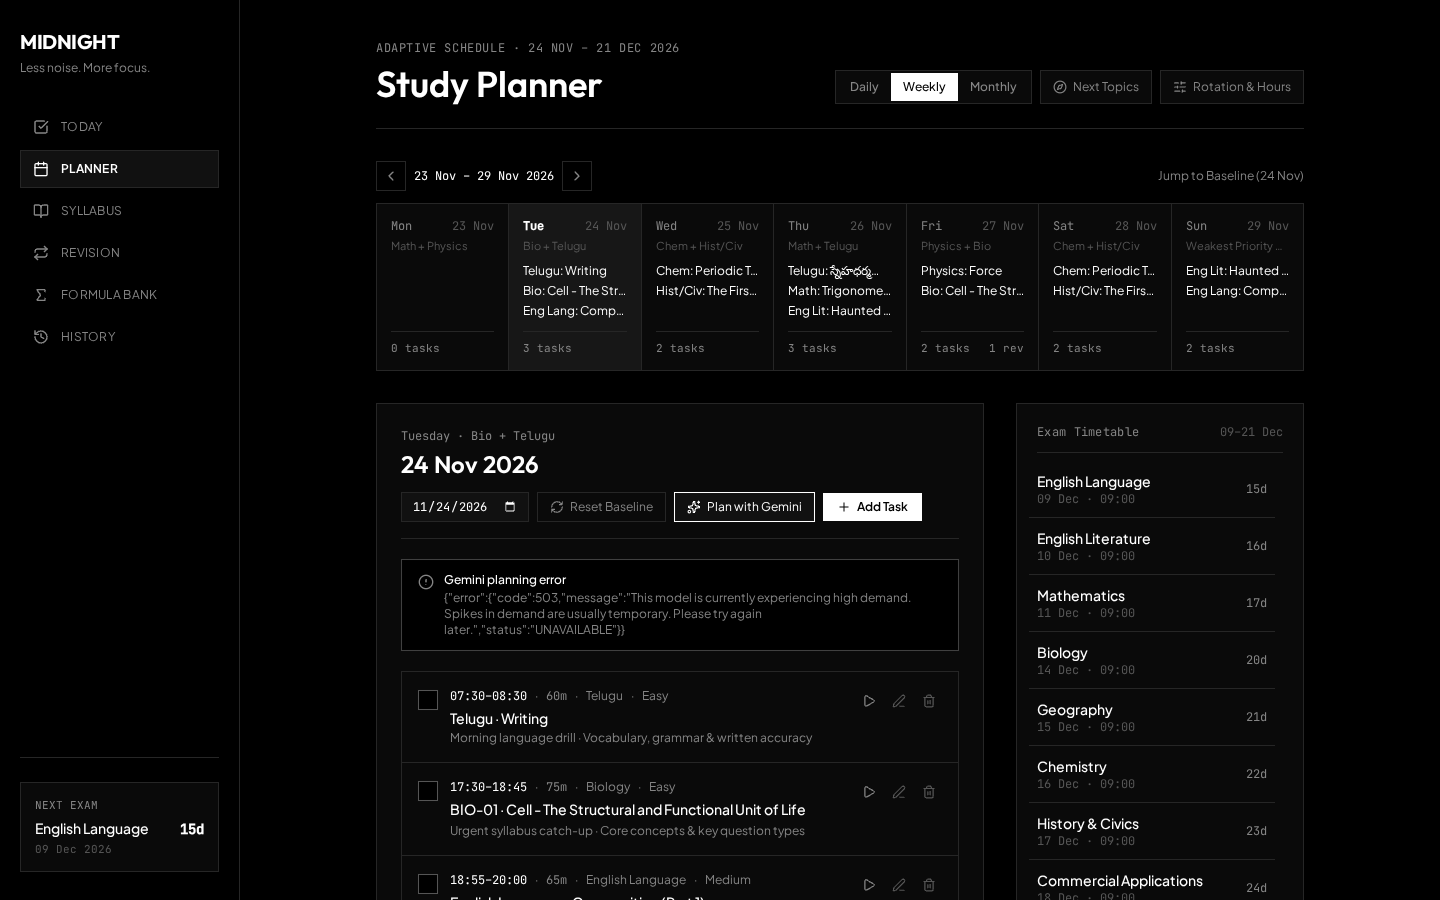 MIDNIGHT
Less noise. More focus.
TODAY
PLANNER
SYLLABUS
REVISION
FORMULA BANK
HISTORY
NEXT EXAM
English Language 15d
09 Dec 2026
ADAPTIVE SCHEDULE · 24 NOV – 21 DEC 2026
Study Planner
Daily Weekly Monthly Next Topics Rotation & Hours
23 Nov – 29 Nov 2026 Jump to Baseline (24 Nov)
Mon 23 Nov
Math + Physics
0 tasks
Tue 24 Nov
Bio + Telugu
Telugu: Writing
Bio: Cell - The Str…
Eng Lang: Comp…
3 tasks
Wed 25 Nov
Chem + Hist/Civ
Chem: Periodic T…
Hist/Civ: The Firs…
2 tasks
Thu 26 Nov
Math + Telugu
Telugu: స్నేహధర్మ…
Math: Trigonome…
Eng Lit: Haunted …
3 tasks
Fri 27 Nov
Physics + Bio
Physics: Force
Bio: Cell - The Str…
2 tasks 1 rev
Sat 28 Nov
Chem + Hist/Civ
Chem: Periodic T…
Hist/Civ: The Firs…
2 tasks
Sun 29 Nov
Weakest Priority …
Eng Lit: Haunted …
Eng Lang: Comp…
2 tasks
Tuesday · Bio + Telugu
24 Nov 2026
11/24/2026 Reset Baseline Plan with Gemini Add Task
Gemini planning error
{"error":{"code":503,"message":"This model is currently experiencing high demand.
Spikes in demand are usually temporary. Please try again
later.","status":"UNAVAILABLE"}}
07:30–08:30 · 60m · Telugu · Easy
Telugu · Writing
Morning language drill · Vocabulary, grammar & written accuracy
17:30–18:45 · 75m · Biology · Easy
BIO-01 · Cell - The Structural and Functional Unit of Life
Urgent syllabus catch-up · Core concepts & key question types
18:55–20:00 · 65m · English Language · Medium
Exam Timetable 09–21 Dec
English Language 15d
09 Dec · 09:00
English Literature 16d
10 Dec · 09:00
Mathematics 17d
11 Dec · 09:00
Biology 20d
14 Dec · 09:00
Geography 21d
15 Dec · 09:00
Chemistry 22d
16 Dec · 09:00
History & Civics 23d
17 Dec · 09:00
Commercial Applications 24d
18 Dec · 09:00